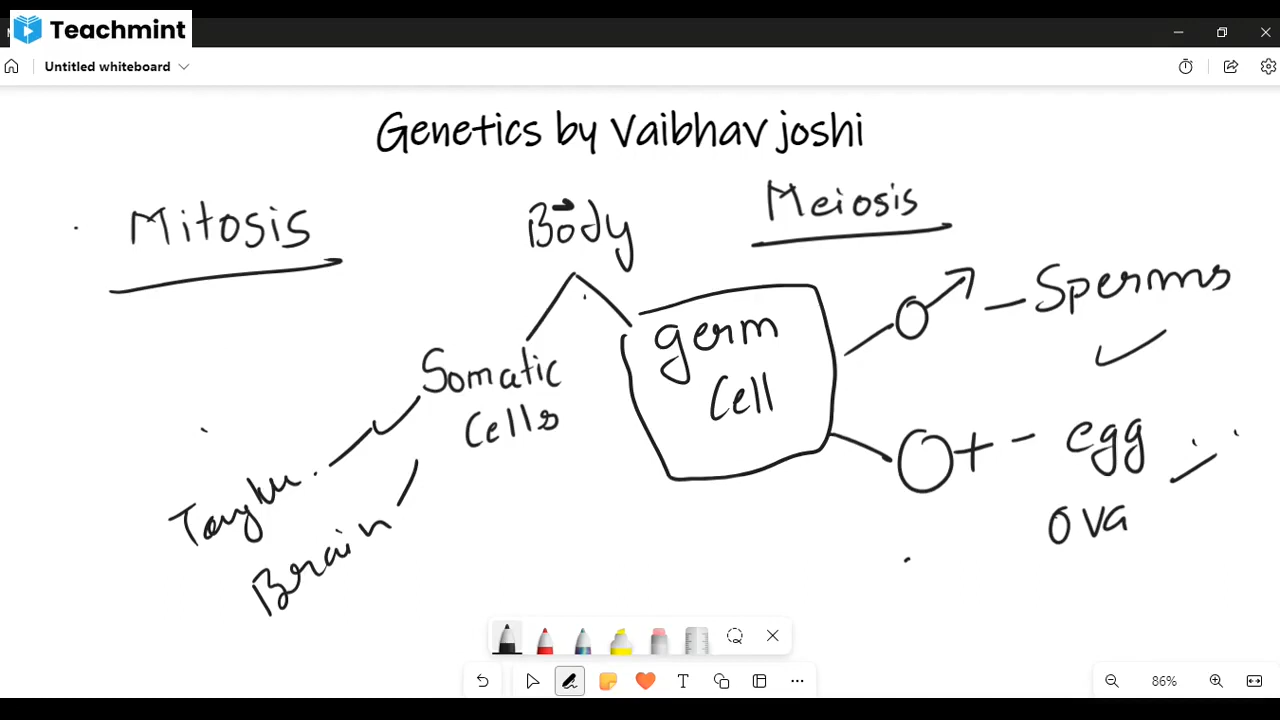 Teachmint
Untitled whiteboard
Genetics by Vaibhav joshi
Mitosis
Body
Meiosis
Somatic
Cells
germ
Cell
Sperms
egg
ova
Brain
86%